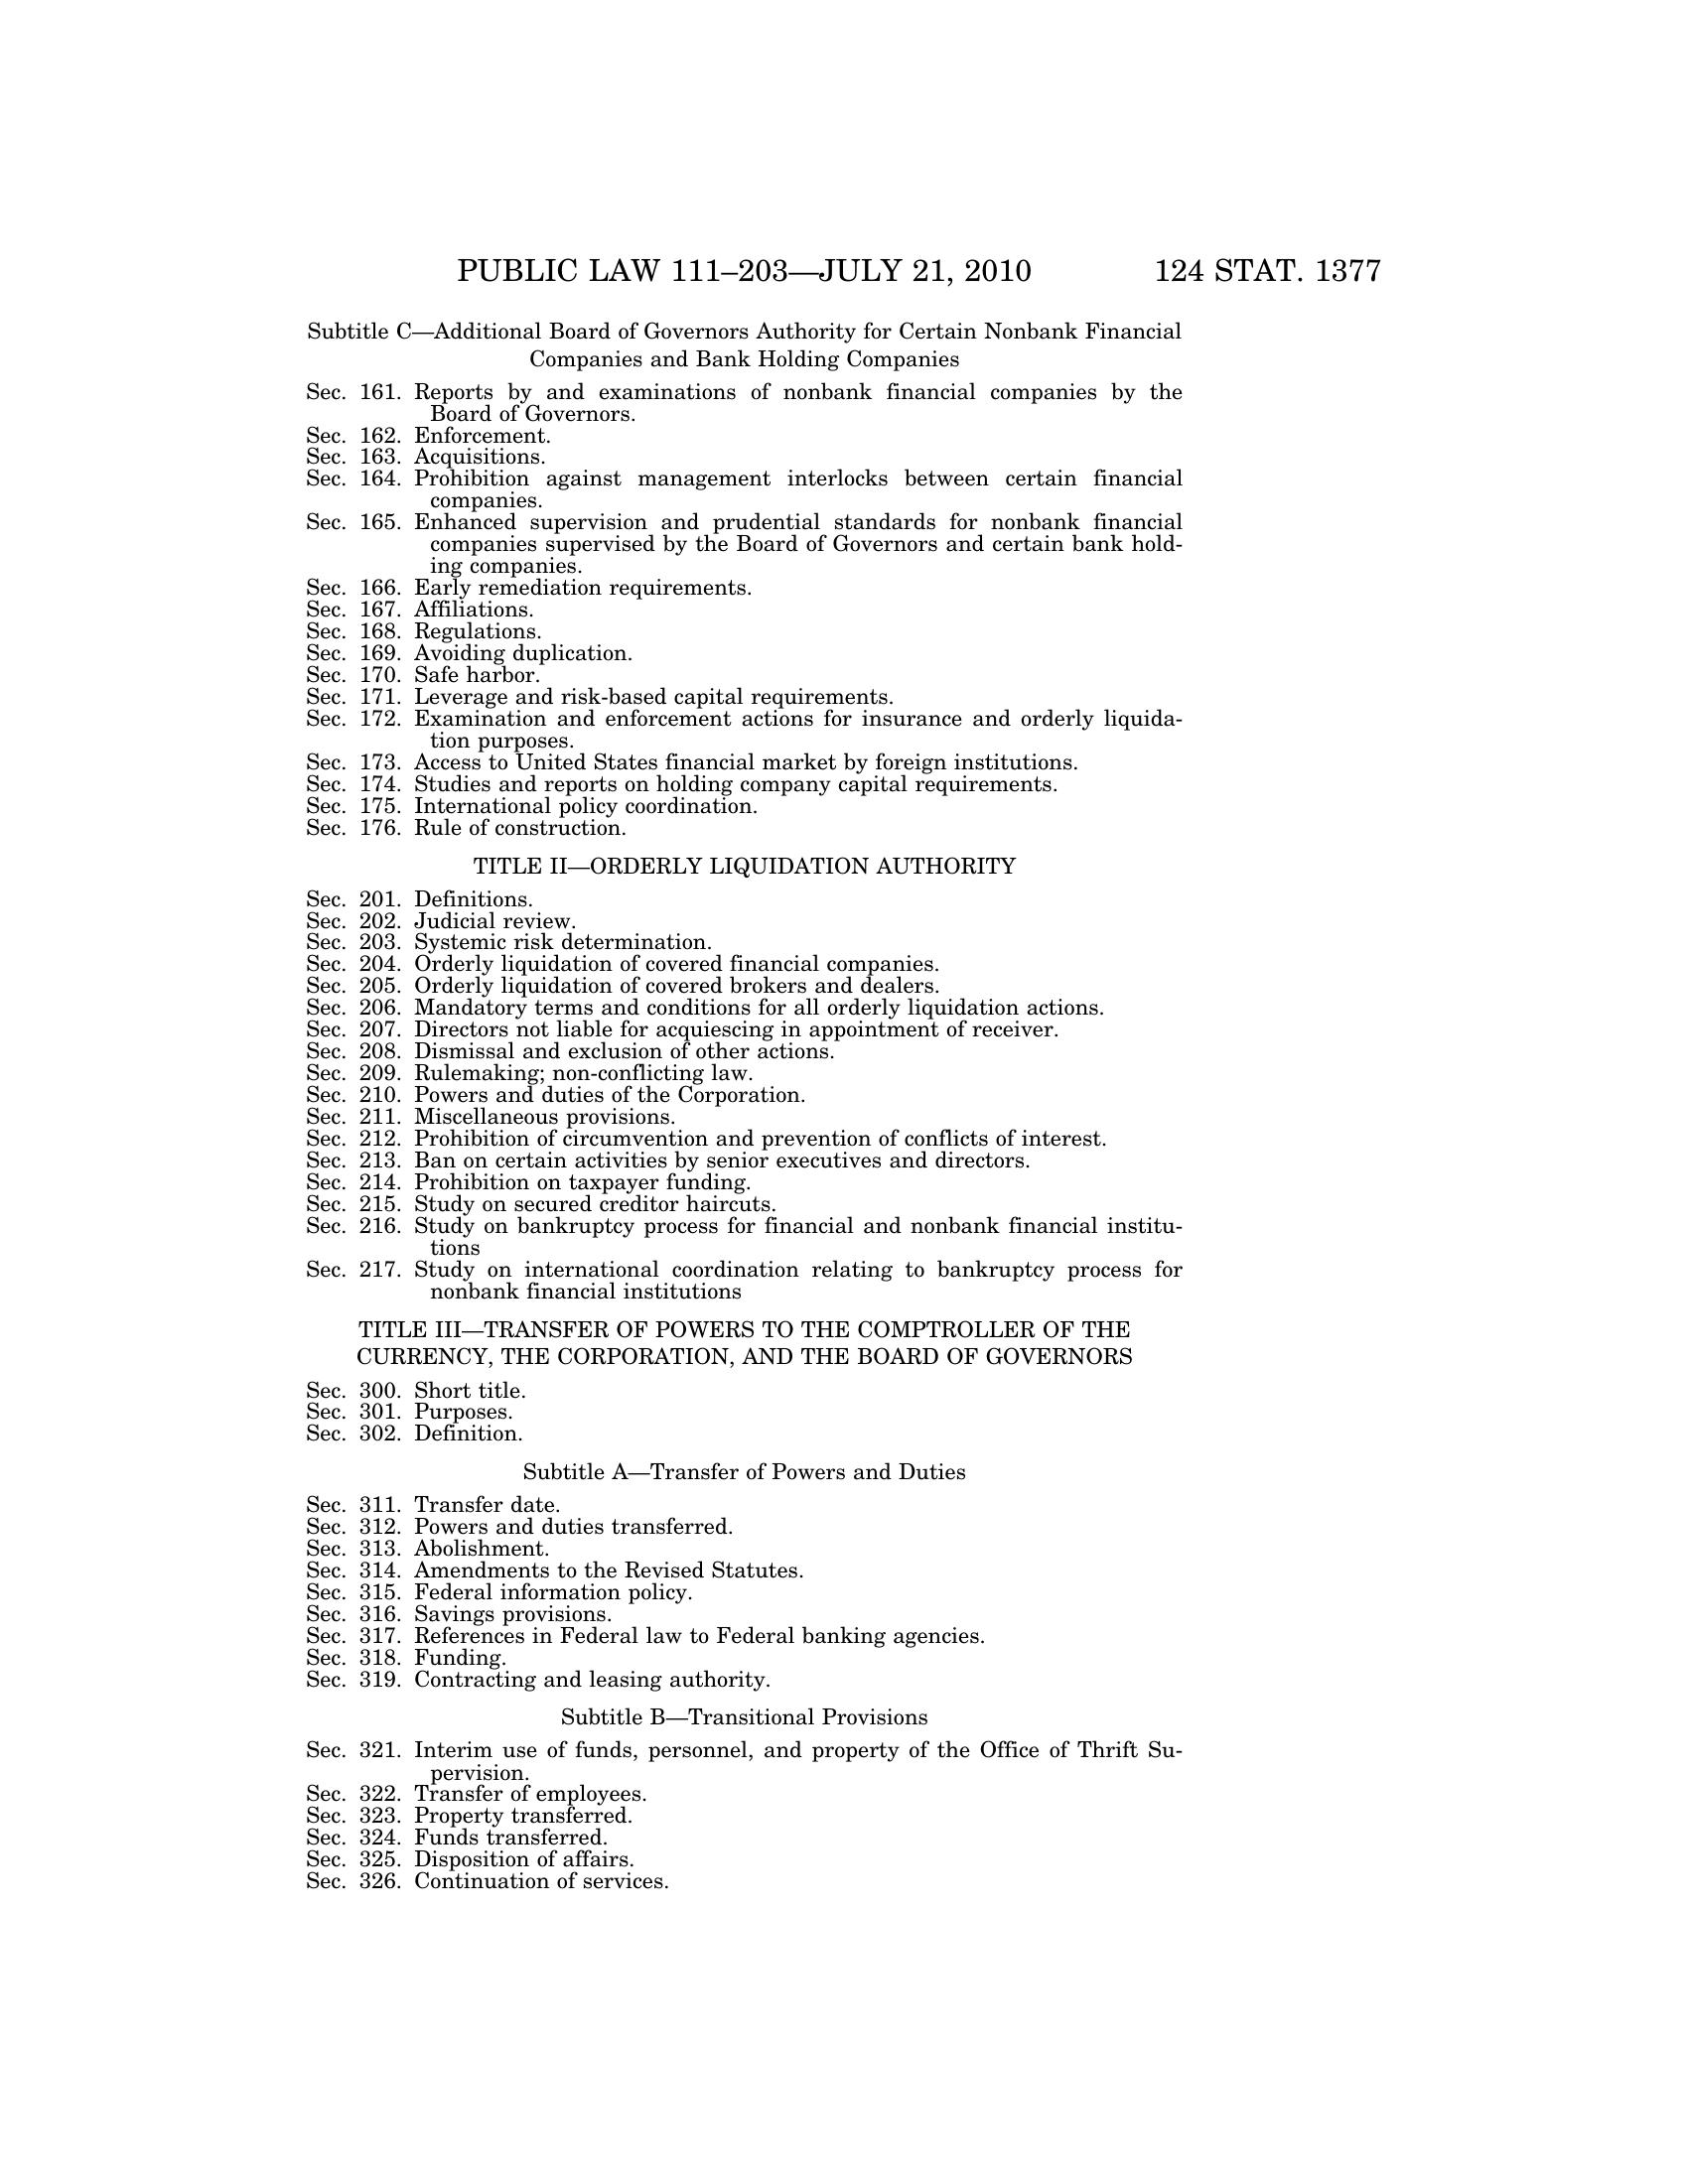 PUBLIC LAW 111–203—JULY 21, 2010 124 STAT. 1377
Subtitle C—Additional Board of Governors Authority for Certain Nonbank Financial
Companies and Bank Holding Companies
Sec. 161. Reports by and examinations of nonbank financial companies by the
Board of Governors.
Sec. 162. Enforcement.
Sec. 163. Acquisitions.
Sec. 164. Prohibition against management interlocks between certain financial
companies.
Sec. 165. Enhanced supervision and prudential standards for nonbank financial
companies supervised by the Board of Governors and certain bank hold-
ing companies.
Sec. 166. Early remediation requirements.
Sec. 167. Affiliations.
Sec. 168. Regulations.
Sec. 169. Avoiding duplication.
Sec. 170. Safe harbor.
Sec. 171. Leverage and risk-based capital requirements.
Sec. 172. Examination and enforcement actions for insurance and orderly liquida-
tion purposes.
Sec. 173. Access to United States financial market by foreign institutions.
Sec. 174. Studies and reports on holding company capital requirements.
Sec. 175. International policy coordination.
Sec. 176. Rule of construction.
TITLE II—ORDERLY LIQUIDATION AUTHORITY
Sec. 201. Definitions.
Sec. 202. Judicial review.
Sec. 203. Systemic risk determination.
Sec. 204. Orderly liquidation of covered financial companies.
Sec. 205. Orderly liquidation of covered brokers and dealers.
Sec. 206. Mandatory terms and conditions for all orderly liquidation actions.
Sec. 207. Directors not liable for acquiescing in appointment of receiver.
Sec. 208. Dismissal and exclusion of other actions.
Sec. 209. Rulemaking; non-conflicting law.
Sec. 210. Powers and duties of the Corporation.
Sec. 211. Miscellaneous provisions.
Sec. 212. Prohibition of circumvention and prevention of conflicts of interest.
Sec. 213. Ban on certain activities by senior executives and directors.
Sec. 214. Prohibition on taxpayer funding.
Sec. 215. Study on secured creditor haircuts.
Sec. 216. Study on bankruptcy process for financial and nonbank financial institu-
tions
Sec. 217. Study on international coordination relating to bankruptcy process for
nonbank financial institutions
TITLE III—TRANSFER OF POWERS TO THE COMPTROLLER OF THE
CURRENCY, THE CORPORATION, AND THE BOARD OF GOVERNORS
Sec. 300. Short title.
Sec. 301. Purposes.
Sec. 302. Definition.
Subtitle A—Transfer of Powers and Duties
Sec. 311. Transfer date.
Sec. 312. Powers and duties transferred.
Sec. 313. Abolishment.
Sec. 314. Amendments to the Revised Statutes.
Sec. 315. Federal information policy.
Sec. 316. Savings provisions.
Sec. 317. References in Federal law to Federal banking agencies.
Sec. 318. Funding.
Sec. 319. Contracting and leasing authority.
Subtitle B—Transitional Provisions
Sec. 321. Interim use of funds, personnel, and property of the Office of Thrift Su-
pervision.
Sec. 322. Transfer of employees.
Sec. 323. Property transferred.
Sec. 324. Funds transferred.
Sec. 325. Disposition of affairs.
Sec. 326. Continuation of services.